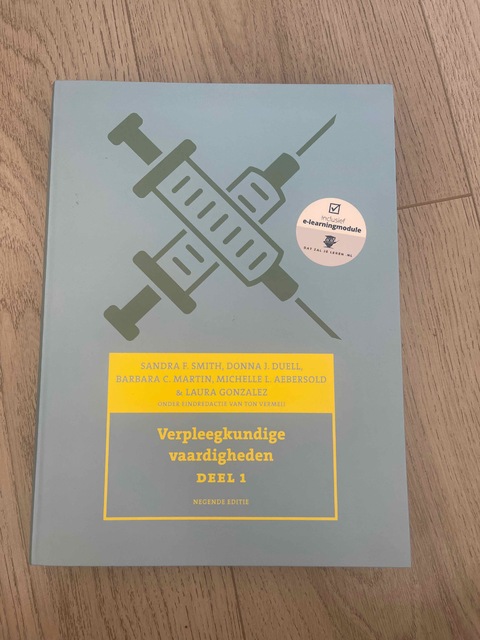 Inclusief
e-learningmodule
DAT ZAL JE LEREN .NL
SANDRA F. SMITH, DONNA J. DUELL,
BARBARA C. MARTIN, MICHELLE L. AEBERSOLD
& LAURA GONZALEZ
ONDER EINDREDACTIE VAN TON VERMEIJ
Verpleegkundige
vaardigheden
DEEL 1
NEGENDE EDITIE